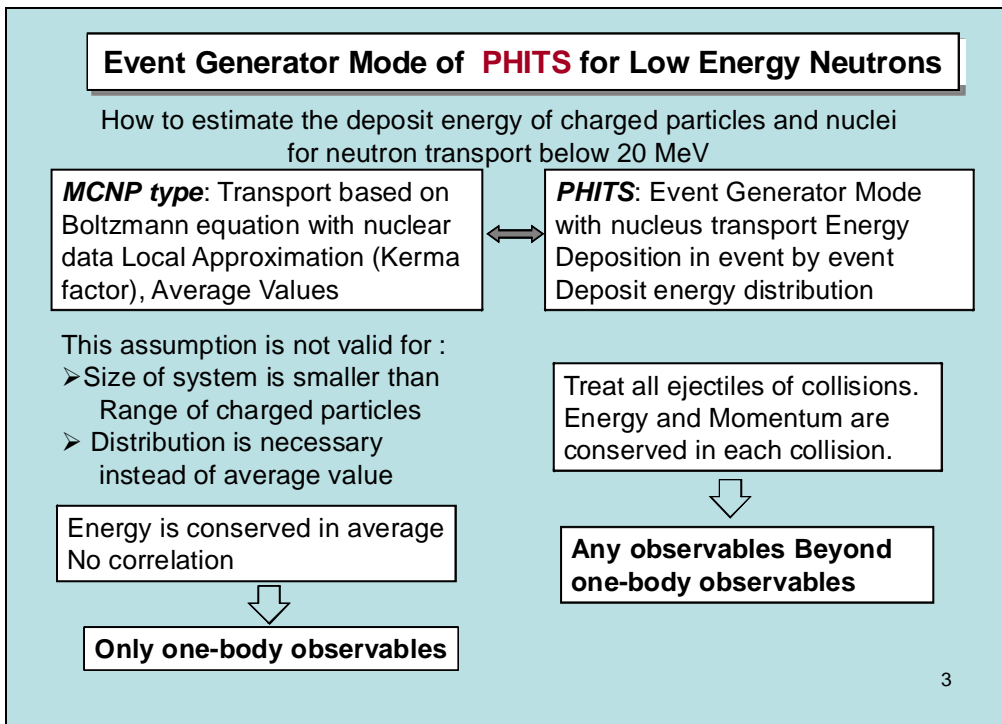 Event Generator Mode of PHITS for Low Energy Neutrons
How to estimate the deposit energy of charged particles and nuclei
for neutron transport below 20 MeV
MCNP type: Transport based on
Boltzmann equation with nuclear
data Local Approximation (Kerma
factor), Average Values
PHITS: Event Generator Mode
with nucleus transport Energy
Deposition in event by event
Deposit energy distribution
This assumption is not valid for :
➢Size of system is smaller than
Range of charged particles
➢ Distribution is necessary
instead of average value
Energy is conserved in average
No correlation
Only one-body observables
Treat all ejectiles of collisions.
Energy and Momentum are
conserved in each collision.
Any observables Beyond
one-body observables
3